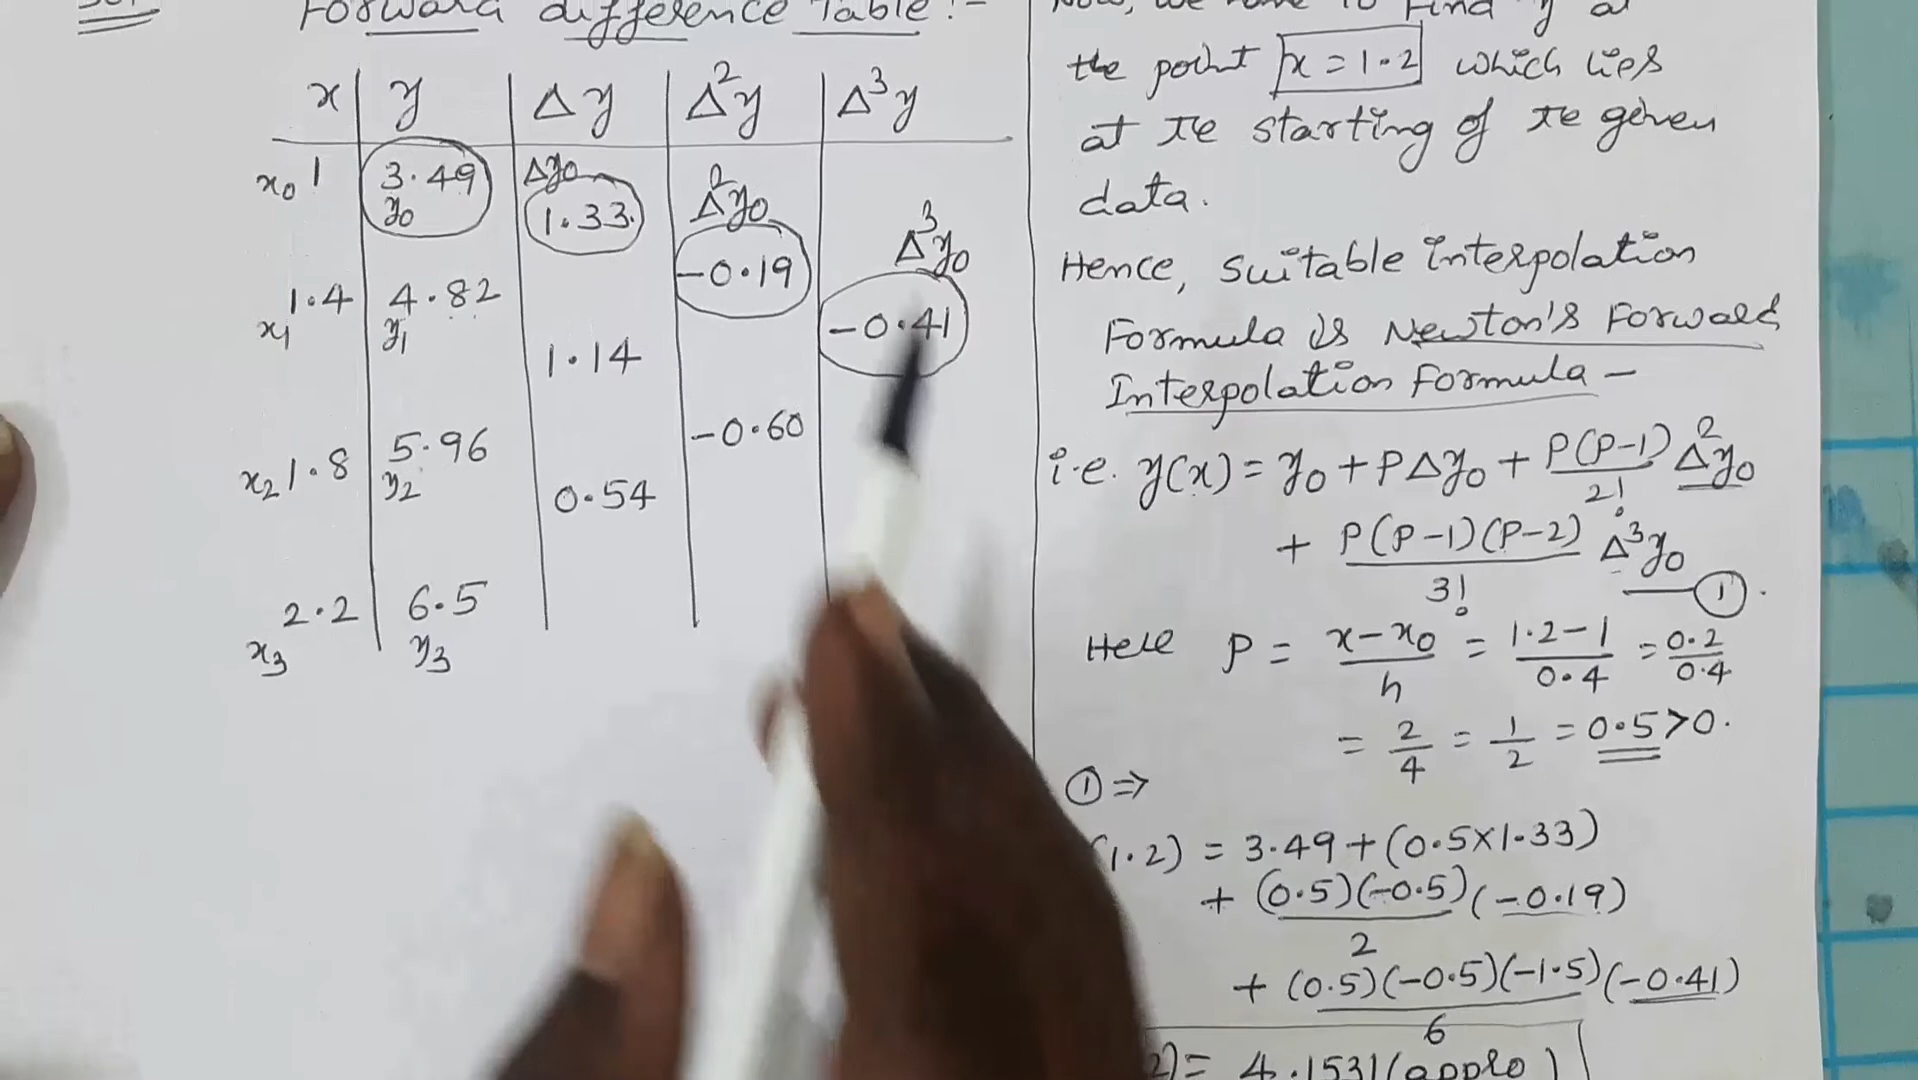 Forward difference Table:-
x y Δy Δ²y Δ³y
x0 1 3.49 Δy0
y0 1.33 Δ²y0
-0.19 Δ³y0
x1 1.4 4.82 -0.41
y1
1.14
x2 1.8 5.96 -0.60
y2
0.54
x3 2.2 6.5
y3
the point x = 1.2 which lies
at the starting of the given
data.
Hence, suitable interpolation
Formula is Newton's Forward
Interpolation Formula -
i.e. y(x) = y0 + PΔy0 + P(P-1)/2! Δ²y0
+ P(P-1)(P-2)/3! Δ³y0 — ①.
Here P = x-x0/h = 1.2-1/0.4 = 0.2/0.4
= 2/4 = 1/2 = 0.5 > 0.
① ⇒
(1.2) = 3.49 + (0.5×1.33)
+ (0.5)(-0.5)/2 (-0.19)
+ (0.5)(-0.5)(-1.5)/6 (-0.41)
2) = 4.1531 (appro)